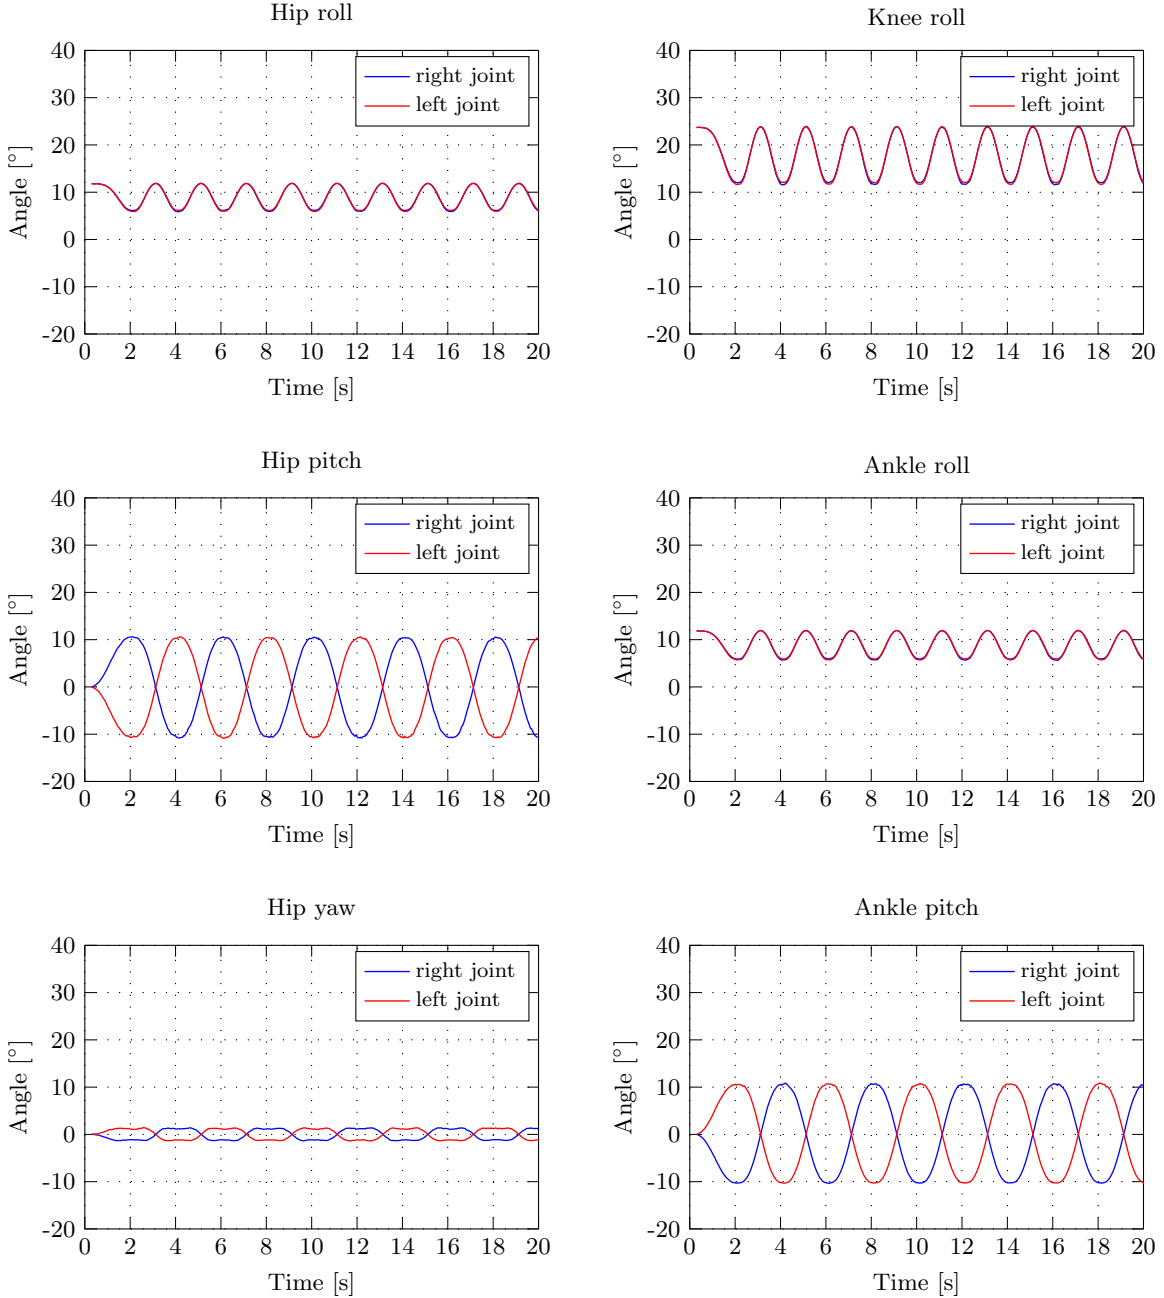 Hip roll
40
30
20
10
0
-10
-20
0 2 4 6 8 10 12 14 16 18 20
Angle [°]
Time [s]
right joint
left joint
Knee roll
40
30
20
10
0
-10
-20
0 2 4 6 8 10 12 14 16 18 20
Angle [°]
Time [s]
right joint
left joint
Hip pitch
40
30
20
10
0
-10
-20
0 2 4 6 8 10 12 14 16 18 20
Angle [°]
Time [s]
right joint
left joint
Ankle roll
40
30
20
10
0
-10
-20
0 2 4 6 8 10 12 14 16 18 20
Angle [°]
Time [s]
right joint
left joint
Hip yaw
40
30
20
10
0
-10
-20
0 2 4 6 8 10 12 14 16 18 20
Angle [°]
Time [s]
right joint
left joint
Ankle pitch
40
30
20
10
0
-10
-20
0 2 4 6 8 10 12 14 16 18 20
Angle [°]
Time [s]
right joint
left joint